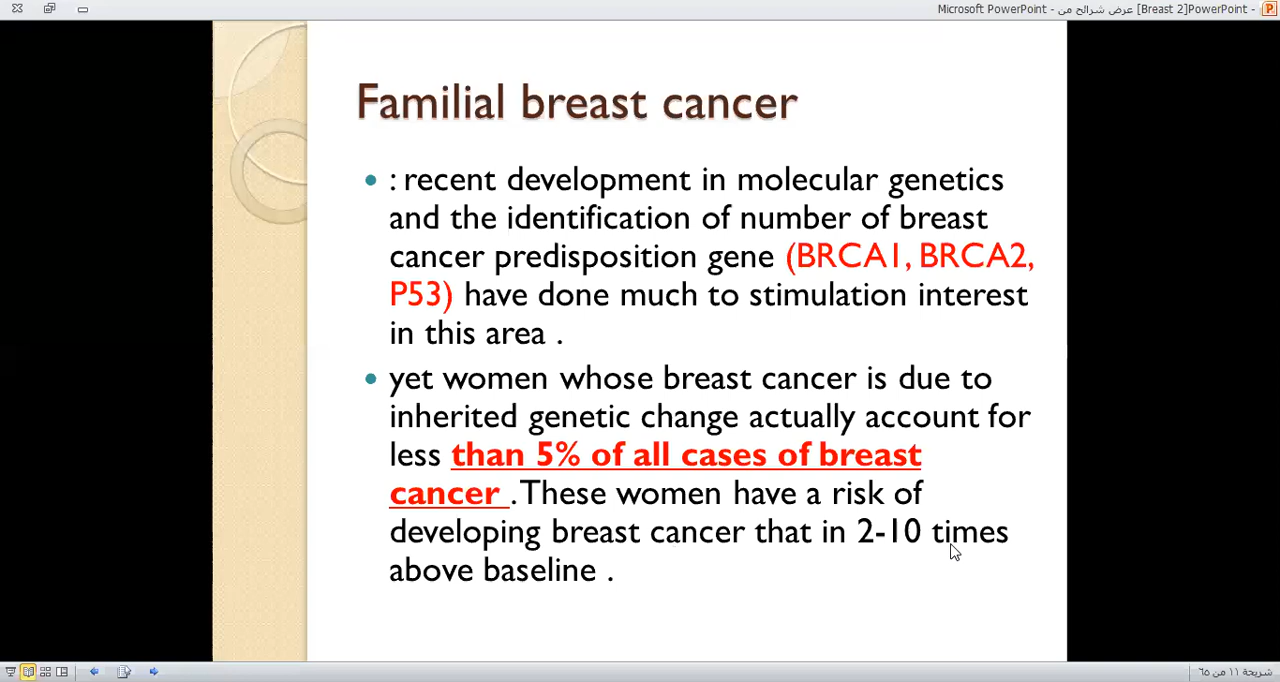 Microsoft PowerPoint - عرض شرائح من [Breast 2]PowerPoint -
Familial breast cancer
: recent development in molecular genetics
and the identification of number of breast
cancer predisposition gene (BRCA1, BRCA2,
P53) have done much to stimulation interest
in this area .
yet women whose breast cancer is due to
inherited genetic change actually account for
less than 5% of all cases of breast
cancer .These women have a risk of
developing breast cancer that in 2-10 times
above baseline .
شريحة ١١ من ٦٥